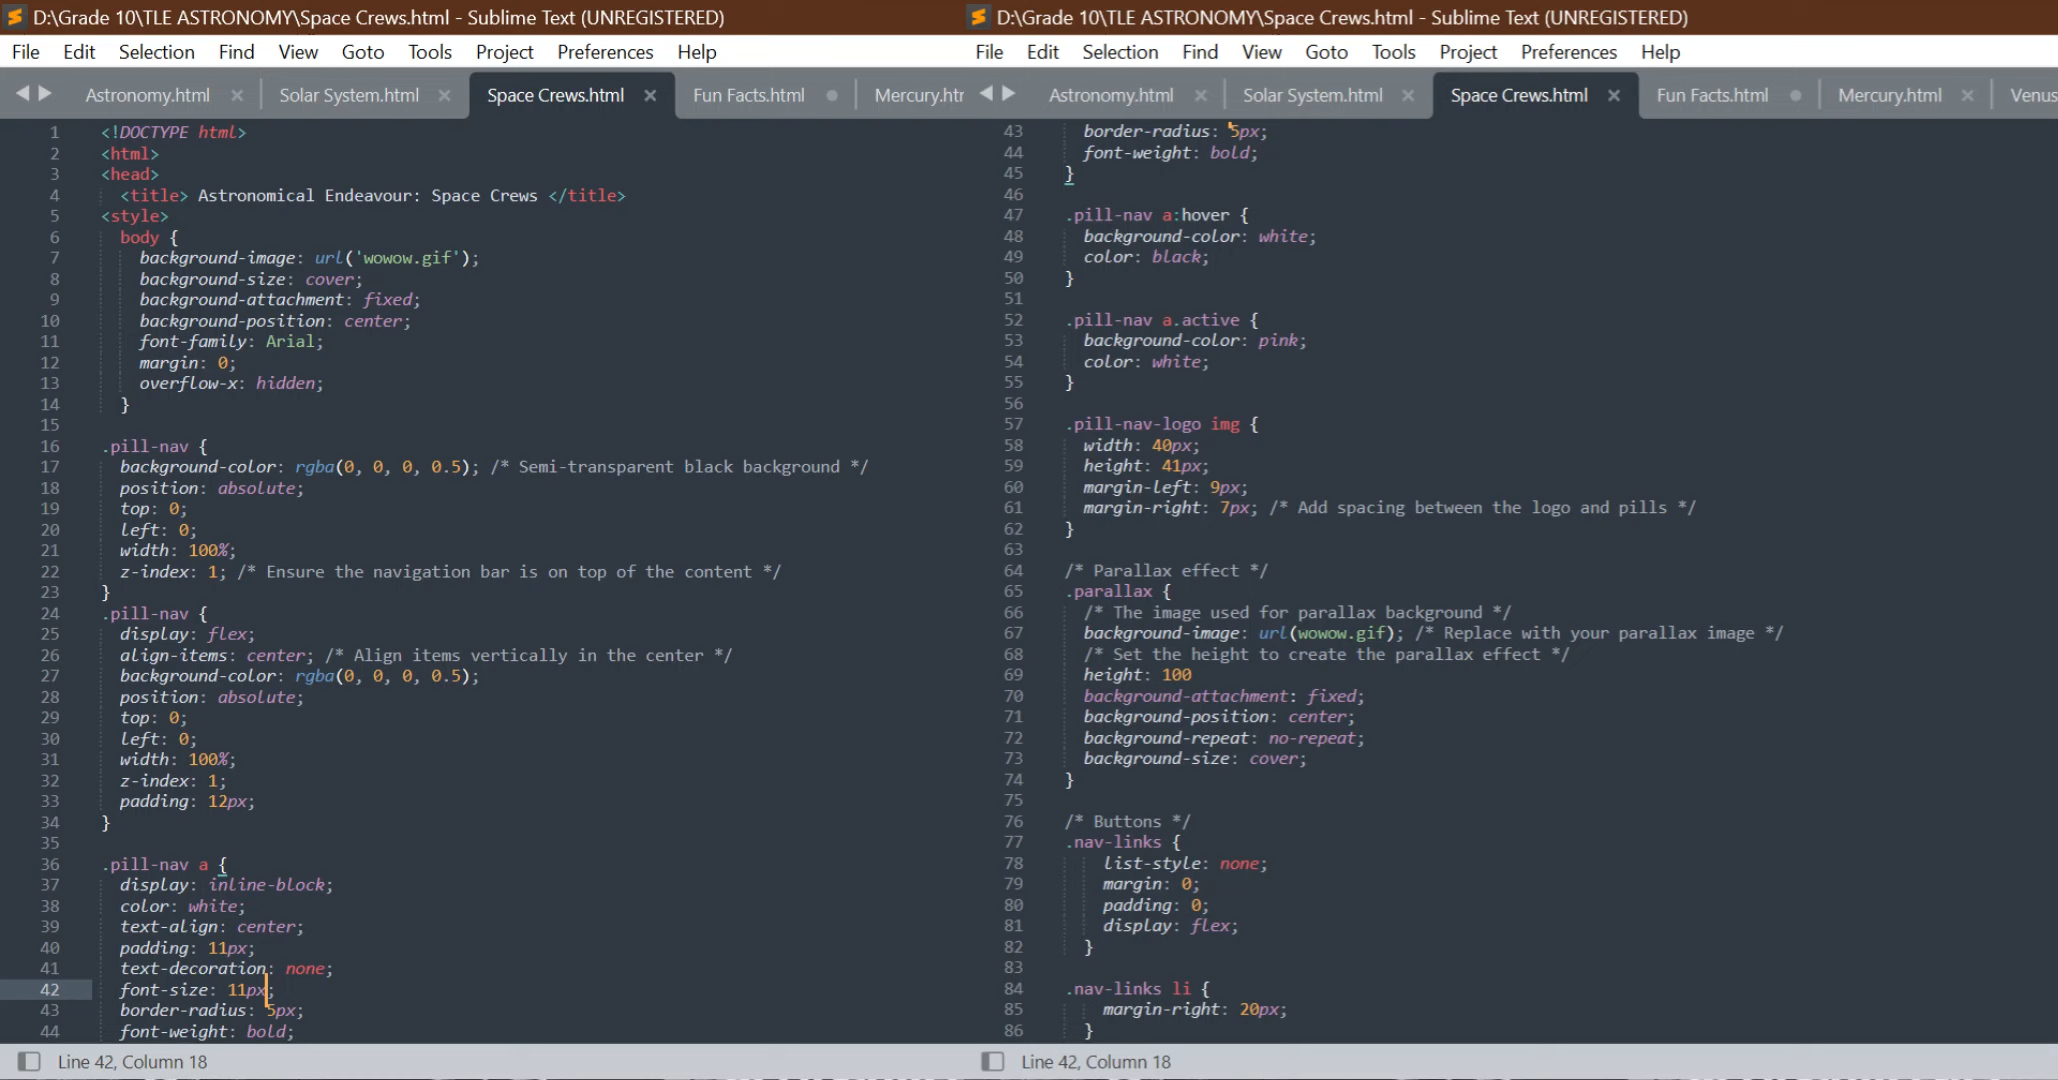 D:\Grade 10\TLE ASTRONOMY\Space Crews.html - Sublime Text (UNREGISTERED)
File Edit Selection Find View Goto Tools Project Preferences Help
Astronomy.html × Solar System.html × Space Crews.html × Fun Facts.html Mercury.htr
1 <!DOCTYPE html>
2 <html>
3 <head>
4 <title> Astronomical Endeavour: Space Crews </title>
5 <style>
6 body {
7 background-image: url('wowow.gif');
8 background-size: cover;
9 background-attachment: fixed;
10 background-position: center;
11 font-family: Arial;
12 margin: 0;
13 overflow-x: hidden;
14 }
15
16 .pill-nav {
17 background-color: rgba(0, 0, 0, 0.5); /* Semi-transparent black background */
18 position: absolute;
19 top: 0;
20 left: 0;
21 width: 100%;
22 z-index: 1; /* Ensure the navigation bar is on top of the content */
23 }
24 .pill-nav {
25 display: flex;
26 align-items: center; /* Align items vertically in the center */
27 background-color: rgba(0, 0, 0, 0.5);
28 position: absolute;
29 top: 0;
30 left: 0;
31 width: 100%;
32 z-index: 1;
33 padding: 12px;
34 }
35
36 .pill-nav a {
37 display: inline-block;
38 color: white;
39 text-align: center;
40 padding: 11px;
41 text-decoration: none;
42 font-size: 11px;
43 border-radius: 5px;
44 font-weight: bold;
Line 42, Column 18
D:\Grade 10\TLE ASTRONOMY\Space Crews.html - Sublime Text (UNREGISTERED)
File Edit Selection Find View Goto Tools Project Preferences Help
Astronomy.html × Solar System.html × Space Crews.html × Fun Facts.html Mercury.html × Venus
43 border-radius: 5px;
44 font-weight: bold;
45 }
46
47 .pill-nav a:hover {
48 background-color: white;
49 color: black;
50 }
51
52 .pill-nav a.active {
53 background-color: pink;
54 color: white;
55 }
56
57 .pill-nav-logo img {
58 width: 40px;
59 height: 41px;
60 margin-left: 9px;
61 margin-right: 7px; /* Add spacing between the logo and pills */
62 }
63
64 /* Parallax effect */
65 .parallax {
66 /* The image used for parallax background */
67 background-image: url(wowow.gif); /* Replace with your parallax image */
68 /* Set the height to create the parallax effect */
69 height: 100
70 background-attachment: fixed;
71 background-position: center;
72 background-repeat: no-repeat;
73 background-size: cover;
74 }
75
76 /* Buttons */
77 .nav-links {
78 list-style: none;
79 margin: 0;
80 padding: 0;
81 display: flex;
82 }
83
84 .nav-links li {
85 margin-right: 20px;
86 }
Line 42, Column 18